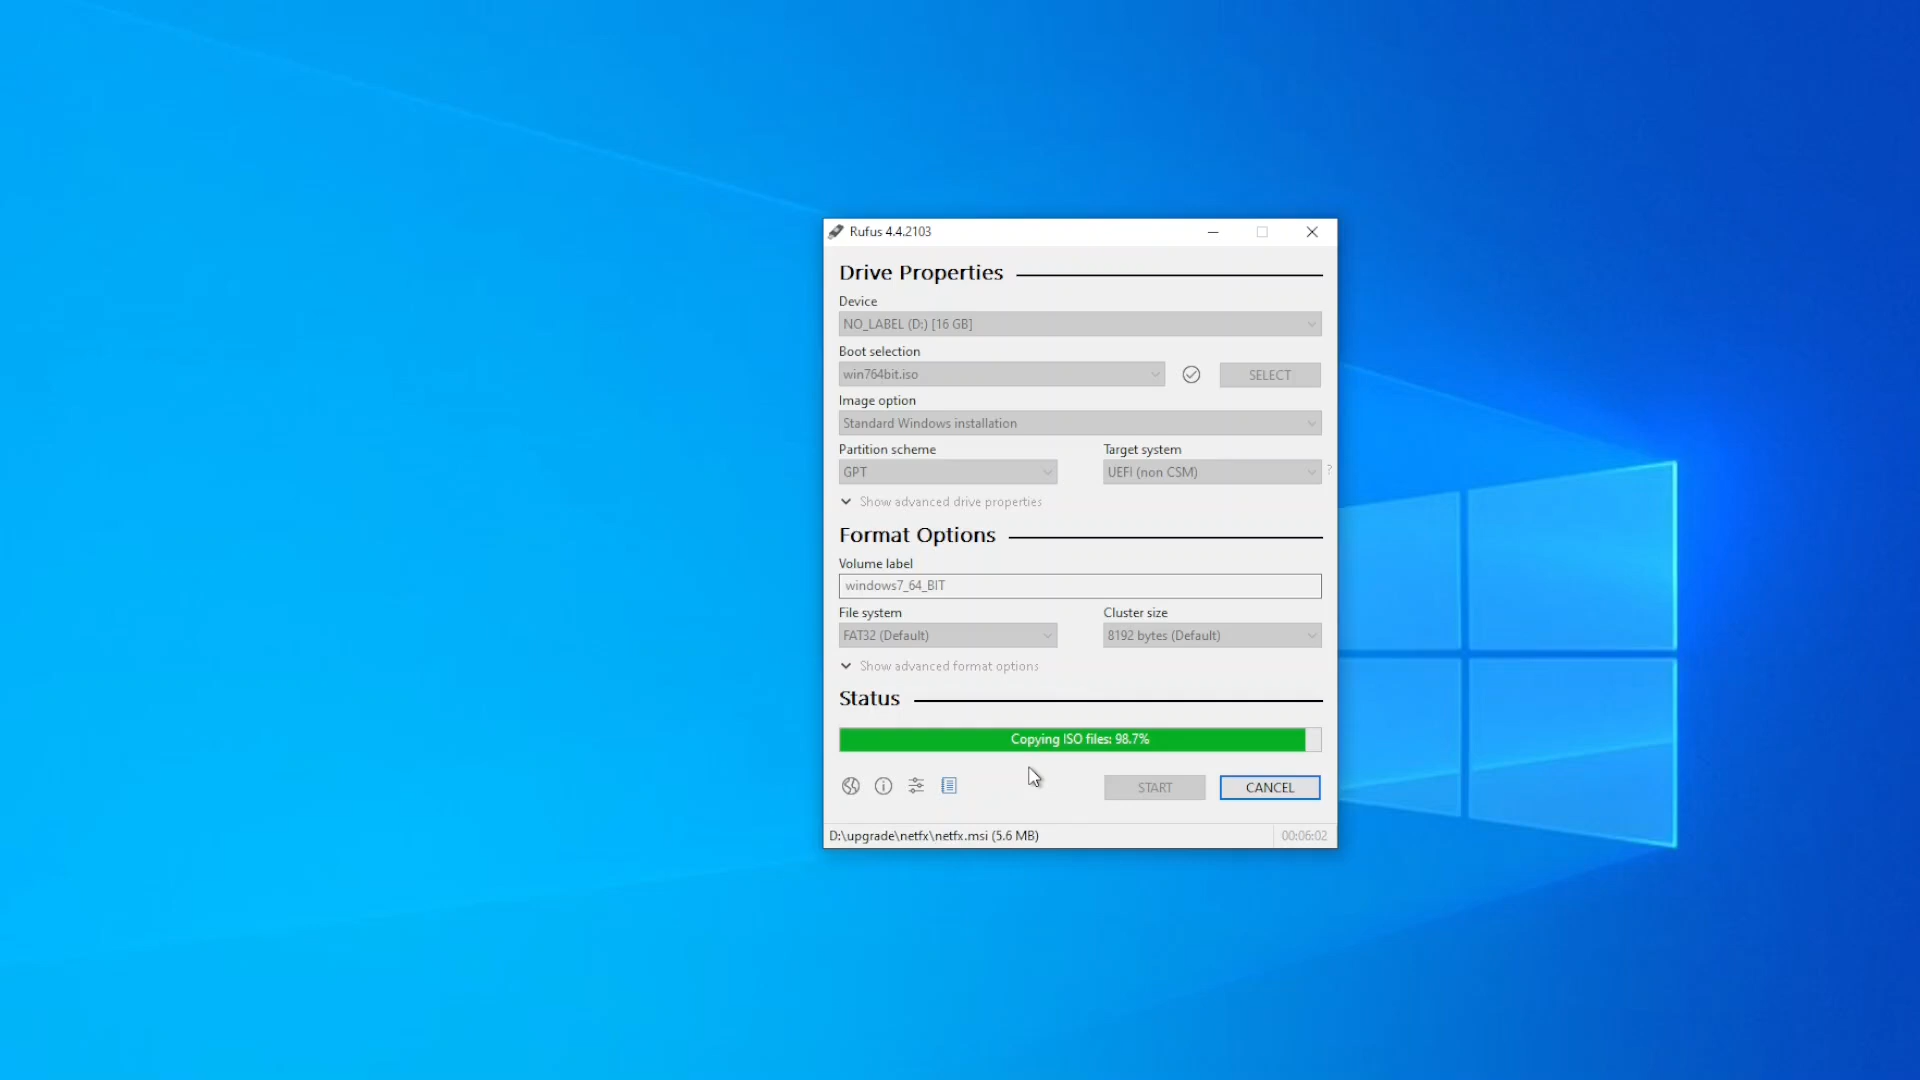 Rufus 4.4.2103
Drive Properties
Device
NO_LABEL (D:) [16 GB]
Boot selection
win764bit.iso
SELECT
Image option
Standard Windows installation
Partition scheme
Target system
GPT
UEFI (non CSM)
?
Show advanced drive properties
Format Options
Volume label
windows7_64_BIT
File system
Cluster size
FAT32 (Default)
8192 bytes (Default)
Show advanced format options
Status
Copying ISO files: 98.7%
START
CANCEL
D:\upgrade\netfx\netfx.msi (5.6 MB)
00:06:02